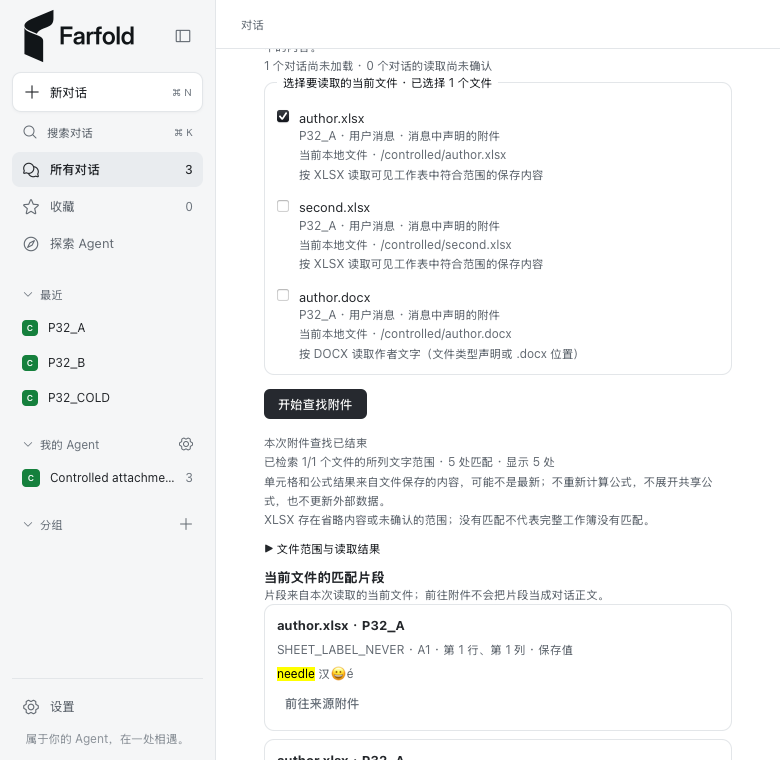 Farfold
新对话
⌘ N
搜索对话
⌘ K
所有对话
3
收藏
0
探索 Agent
最近
C P32_A
C P32_B
C P32_COLD
我的 Agent
C Controlled attachme... 3
分组
设置
属于你的 Agent，在一处相遇。
对话
1 个对话尚未加载 · 0 个对话的读取尚未确认
选择要读取的当前文件 · 已选择 1 个文件
author.xlsx
P32_A · 用户消息 · 消息中声明的附件
当前本地文件 · /controlled/author.xlsx
按 XLSX 读取可见工作表中符合范围的保存内容
second.xlsx
P32_A · 用户消息 · 消息中声明的附件
当前本地文件 · /controlled/second.xlsx
按 XLSX 读取可见工作表中符合范围的保存内容
author.docx
P32_A · 用户消息 · 消息中声明的附件
当前本地文件 · /controlled/author.docx
按 DOCX 读取作者文字（文件类型声明或 .docx 位置）
开始查找附件
本次附件查找已结束
已检索 1/1 个文件的所列文字范围 · 5 处匹配 · 显示 5 处
单元格和公式结果来自文件保存的内容，可能不是最新；不重新计算公式，不展开共享公
式，也不更新外部数据。
XLSX 存在省略内容或未确认的范围；没有匹配不代表完整工作簿没有匹配。
文件范围与读取结果
当前文件的匹配片段
片段来自本次读取的当前文件；前往附件不会把片段当成对话正文。
author.xlsx · P32_A
SHEET_LABEL_NEVER · A1 · 第 1 行、第 1 列 · 保存值
needle 汉😀é
前往来源附件
author.xlsx · P32_A